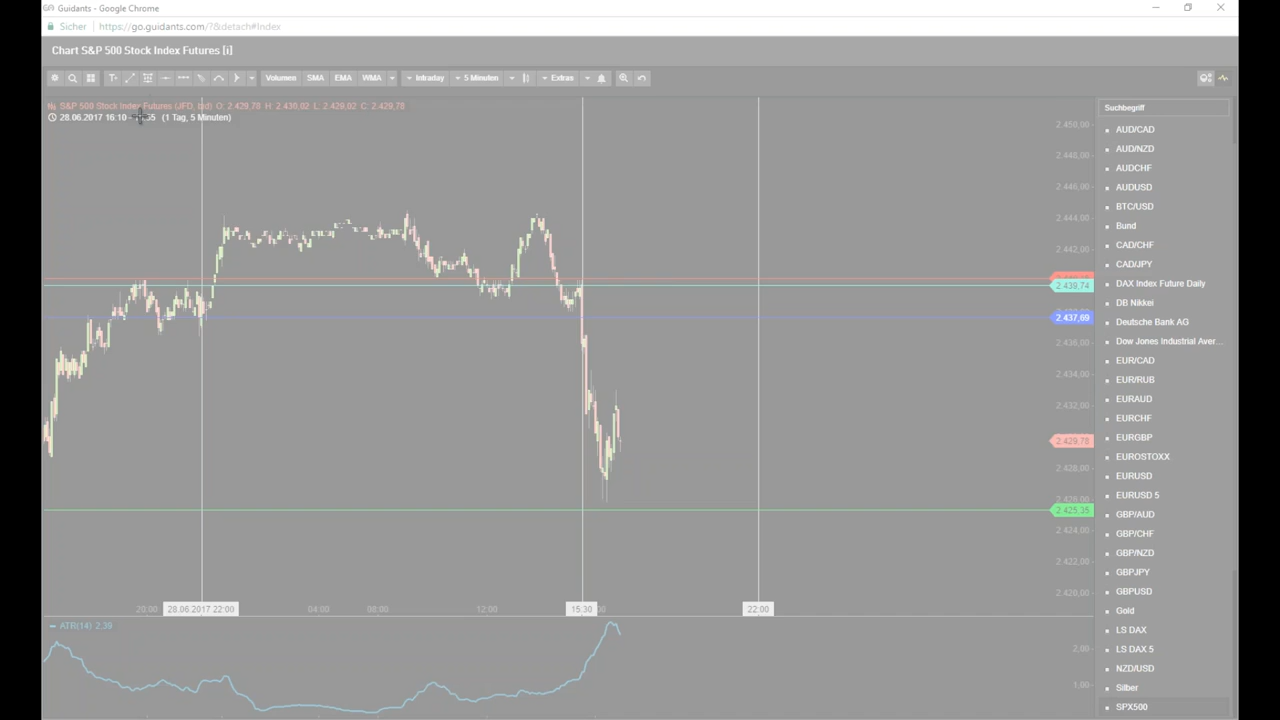 Guidants - Google Chrome
Sicher https://go.guidants.com/?&detach#Index
Chart S&P 500 Stock Index Futures [i]
Volumen SMA EMA WMA Intraday 5 Minuten Extras
S&P 500 Stock Index Futures (JFD, bid) O: 2.429,78 H: 2.430,02 L: 2.429,02 C: 2.429,78
28.06.2017 16:10 (1 Tag, 5 Minuten)
2.450,00
2.448,00
2.446,00
2.444,00
2.442,00
2.439,74
2.437,69
2.436,00
2.434,00
2.432,00
2.429,78
2.428,00
2.425,35
2.424,00
2.422,00
2.420,00
20:00 28.06.2017 22:00 04:00 08:00 12:00 15:30 22:00
ATR(14) 2,39
2,00
1,00
Suchbegriff
AUD/CAD
AUD/NZD
AUDCHF
AUDUSD
BTC/USD
Bund
CAD/CHF
CAD/JPY
DAX Index Future Daily
DB Nikkei
Deutsche Bank AG
Dow Jones Industrial Aver...
EUR/CAD
EUR/RUB
EURAUD
EURCHF
EURGBP
EUROSTOXX
EURUSD
EURUSD 5
GBP/AUD
GBP/CHF
GBP/NZD
GBPJPY
GBPUSD
Gold
LS DAX
LS DAX 5
NZD/USD
Silber
SPX500